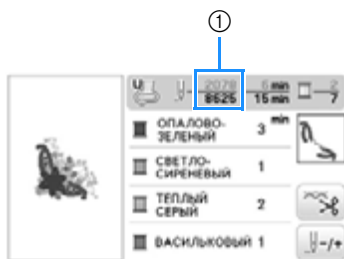 ①
U
2078
8625
6 min
15 min
2
7
ОПАЛОВО-
ЗЕЛЕНЫЙ
3 min
СВЕТЛО-
СИРЕНЕВЫЙ
1
ТЕПЛЫЙ
СЕРЫЙ
2
ВАСИЛЬКОВЫЙ 1
-/+